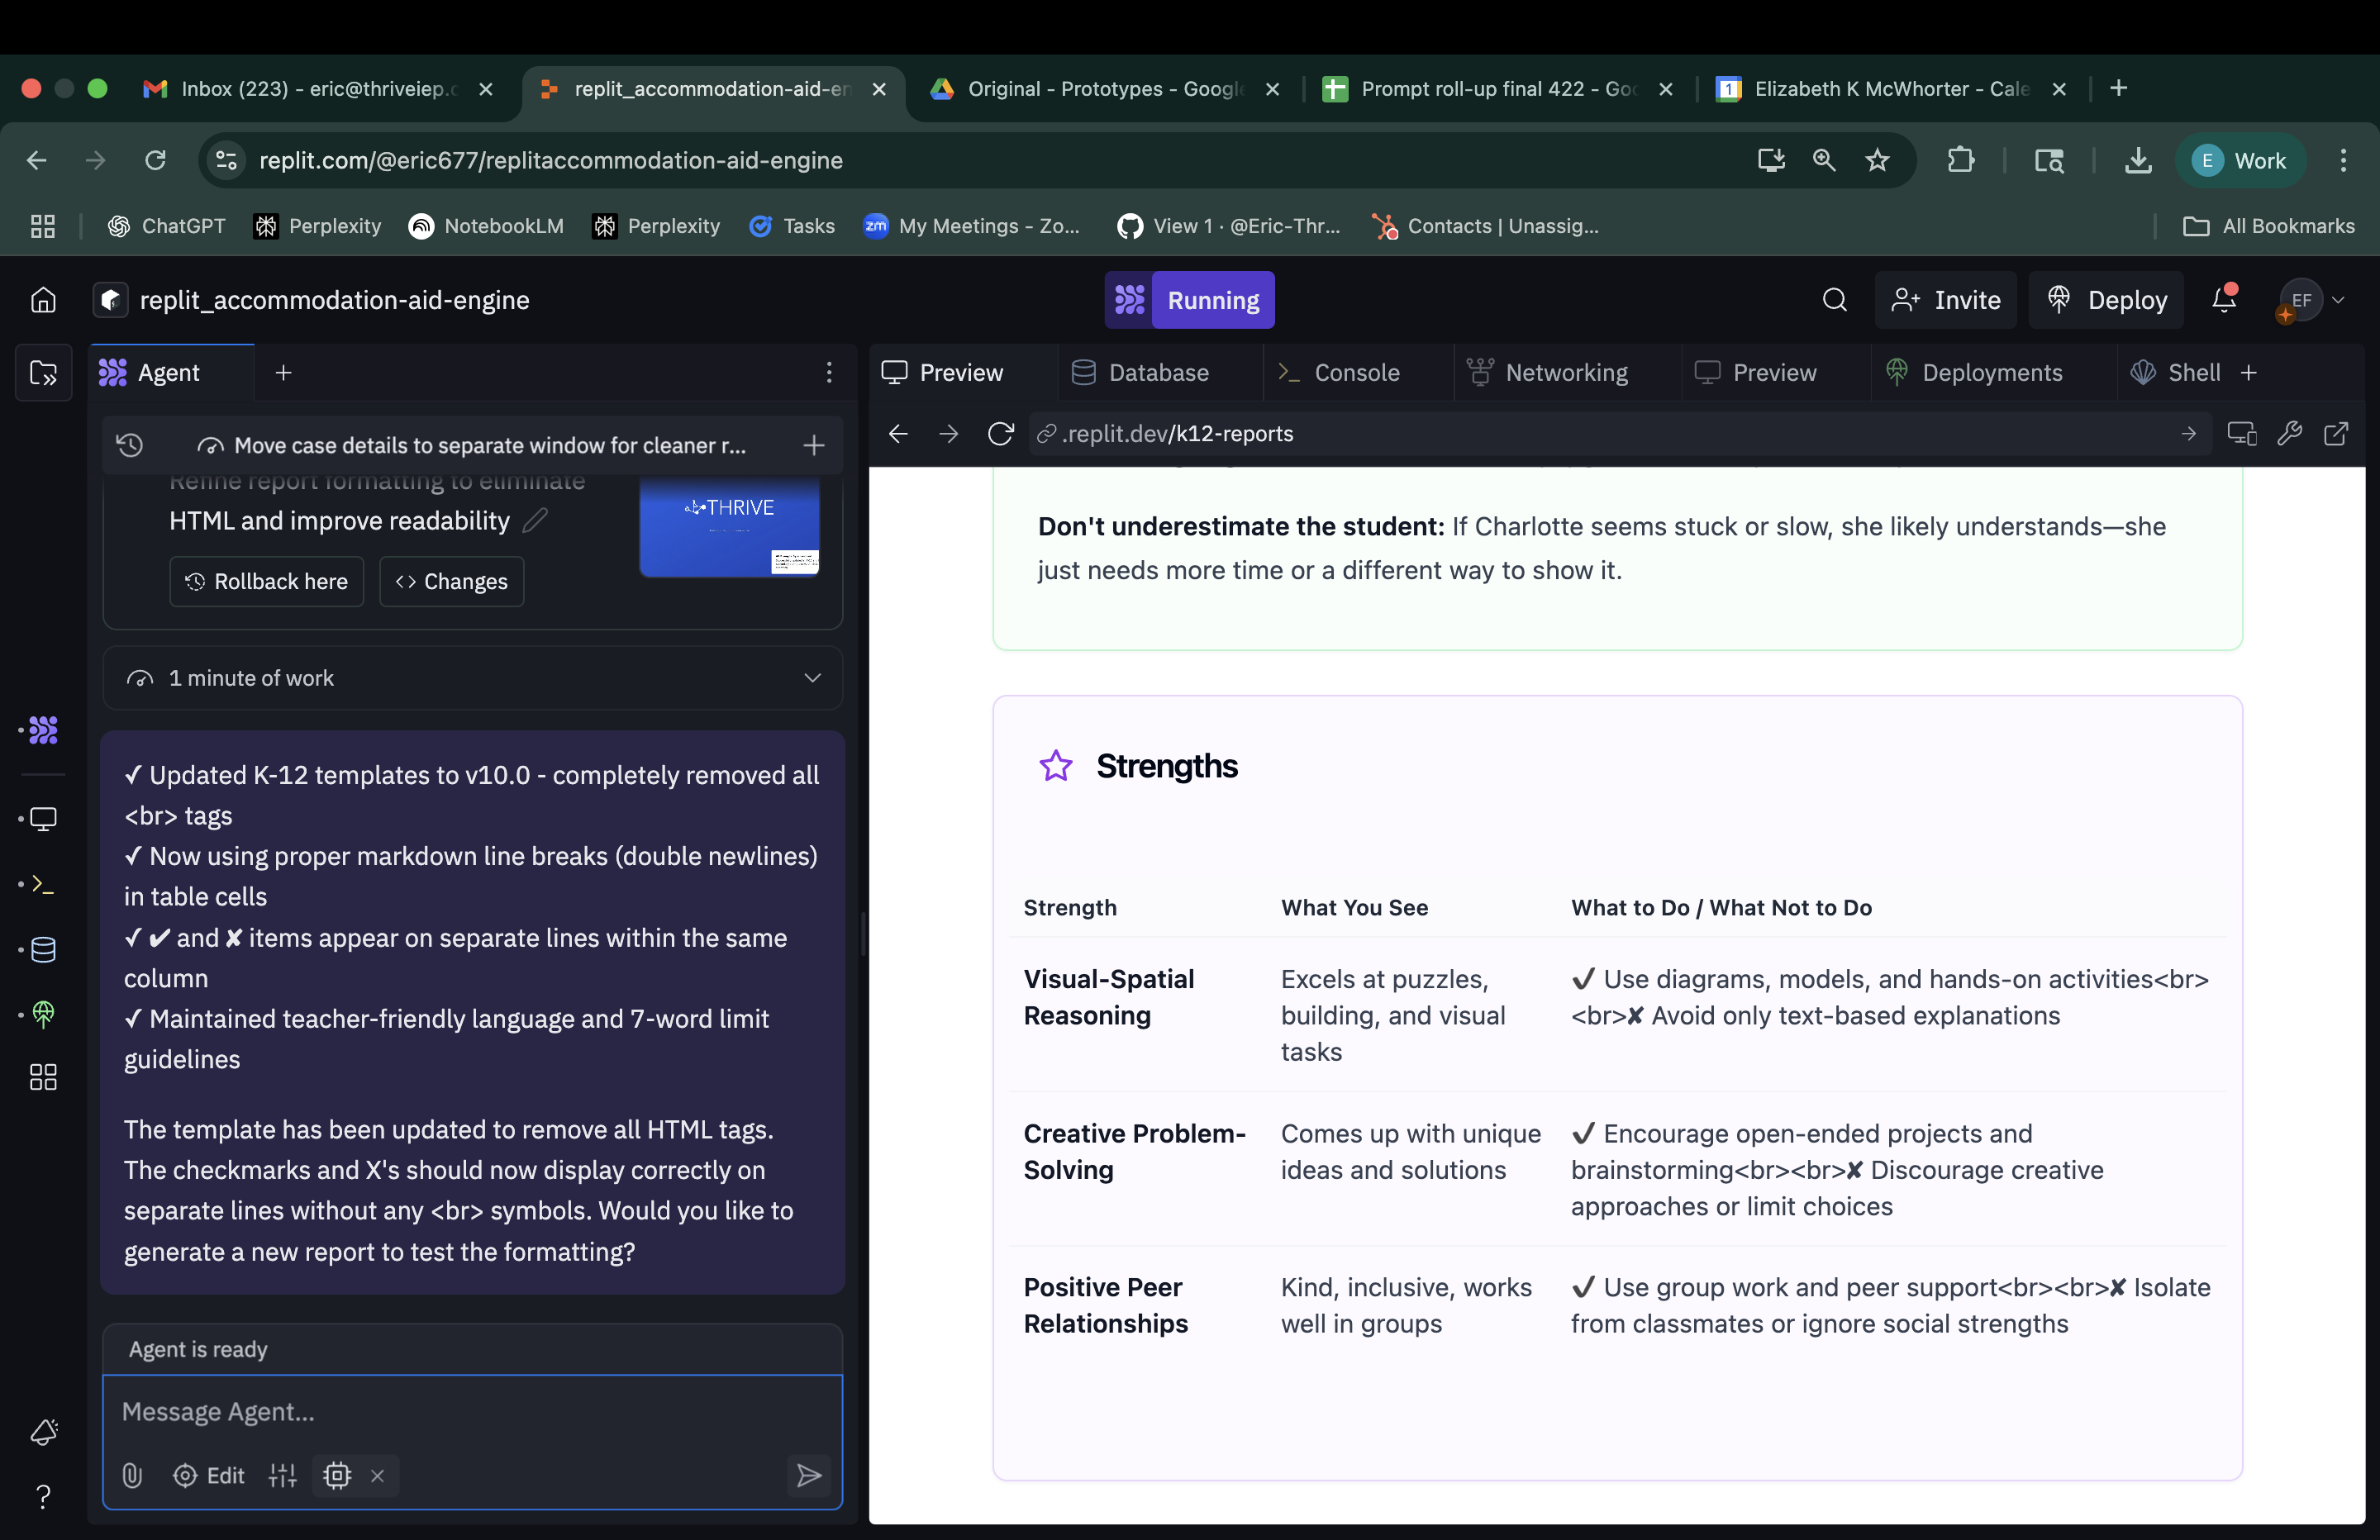 Inbox (223) - eric@thriveiep.c
replit_accommodation-aid-en
Original - Prototypes - Google
Prompt roll-up final 422 - Goo
1
Elizabeth K McWhorter - Cale
replit.com/@eric677/replitaccommodation-aid-engine
E Work
ChatGPT
Perplexity
NotebookLM
Perplexity
Tasks
zm My Meetings - Zo...
View 1 · @Eric-Thr...
Contacts | Unassig...
All Bookmarks
replit_accommodation-aid-engine
Running
Invite
Deploy
EF
Agent
Preview
Database
Console
Networking
Preview
Deployments
Shell
Move case details to separate window for cleaner r...
.replit.dev/k12-reports
Refine report formatting to eliminate
HTML and improve readability
THRIVE
Rollback here
Changes
1 minute of work
✓ Updated K-12 templates to v10.0 - completely removed all
<br> tags
✓ Now using proper markdown line breaks (double newlines)
in table cells
✓ ✔ and ✘ items appear on separate lines within the same
column
✓ Maintained teacher-friendly language and 7-word limit
guidelines
The template has been updated to remove all HTML tags.
The checkmarks and X's should now display correctly on
separate lines without any <br> symbols. Would you like to
generate a new report to test the formatting?
Agent is ready
Message Agent...
Edit
Don't underestimate the student: If Charlotte seems stuck or slow, she likely understands—she
just needs more time or a different way to show it.
Strengths
Strength
What You See
What to Do / What Not to Do
Visual-Spatial
Reasoning
Excels at puzzles,
building, and visual
tasks
✔ Use diagrams, models, and hands-on activities<br>
<br>✘ Avoid only text-based explanations
Creative Problem-
Solving
Comes up with unique
ideas and solutions
✔ Encourage open-ended projects and
brainstorming<br><br>✘ Discourage creative
approaches or limit choices
Positive Peer
Relationships
Kind, inclusive, works
well in groups
✔ Use group work and peer support<br><br>✘ Isolate
from classmates or ignore social strengths